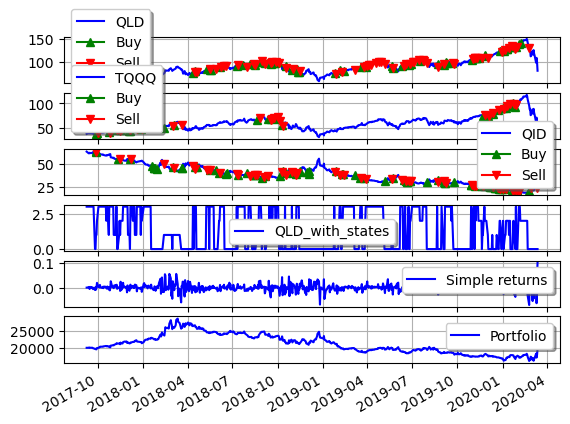 QLD
Buy
Sell
150
100
TQQQ
Buy
Sell
100
50
QID
Buy
Sell
50
25
QLD_with_states
2.5
0.0
Simple returns
0.1
0.0
Portfolio
25000
20000
2017-10 2018-01 2018-04 2018-07 2018-10 2019-01 2019-04 2019-07 2019-10 2020-01 2020-04